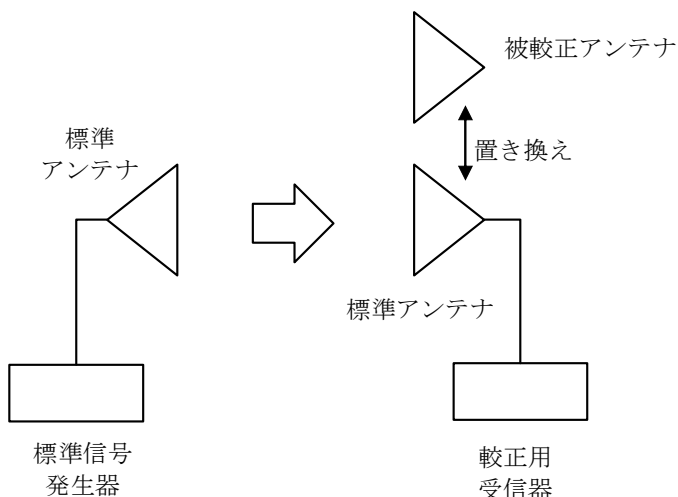 被較正アンテナ
標準
アンテナ
置き換え
標準アンテナ
標準信号
発生器
較正用
受信器